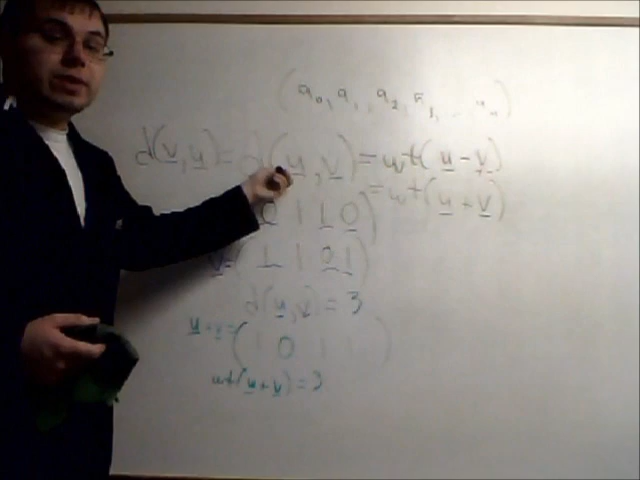 (a₀, a₁, a₂, a₃, ... aₙ)
d(v,u) = d(u,v) = wt(u-v)
= wt(u+v)
0 1 1 0)
v=(1 1 0 1)
d(u,v) = 3
u+v=(1 0 1 1)
wt(u+v)=3